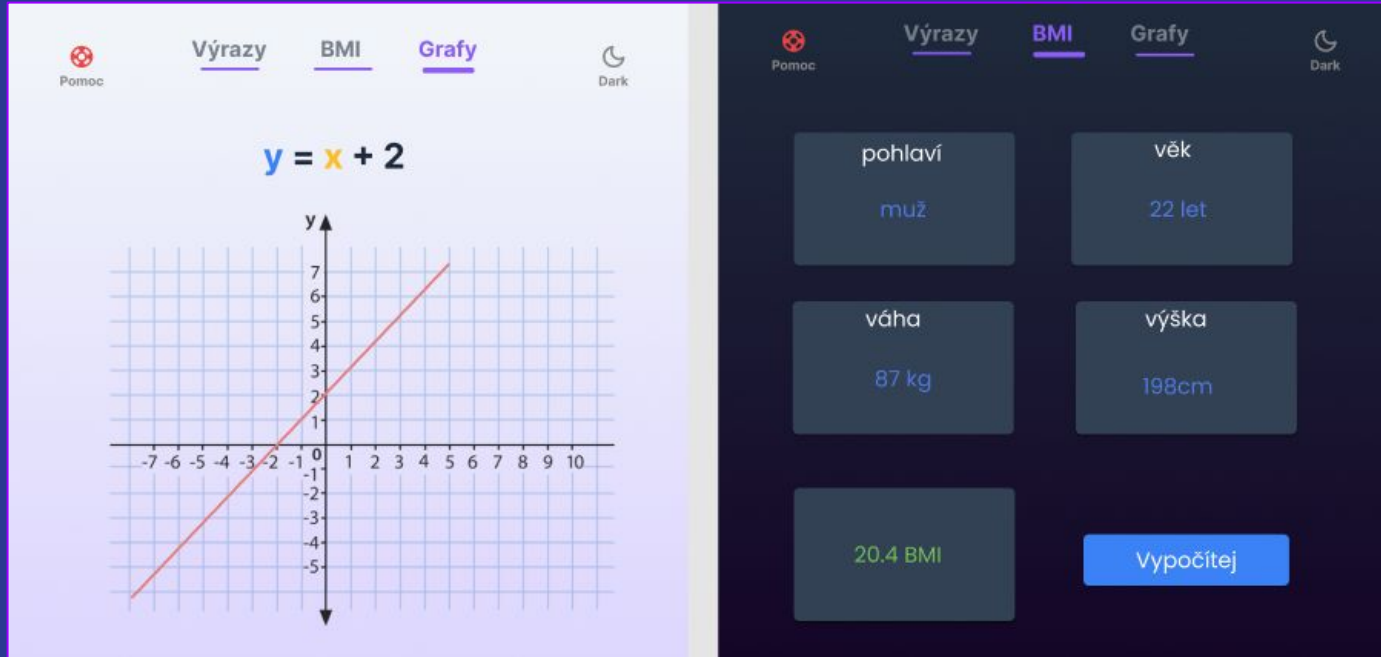 Výrazy BMI Grafy
Pomoc Dark
y = x + 2
y
7
6
5
4
3
2
1
-7 -6 -5 -4 -3 -2 -1 0 1 2 3 4 5 6 7 8 9 10
-1
-2
-3
-4
-5
Výrazy BMI Grafy
Pomoc Dark
pohlaví věk
muž 22 let
váha výška
87 kg 198cm
20.4 BMI Vypočítej